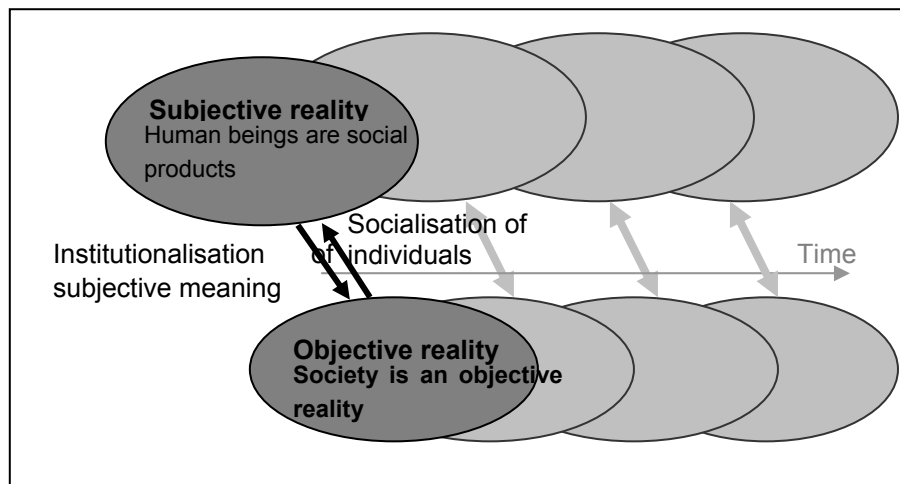 Subjective reality
Human beings are social
products
Socialisation of
individuals
Institutionalisation of
subjective meaning
Time
Objective reality
Society is an objective
reality